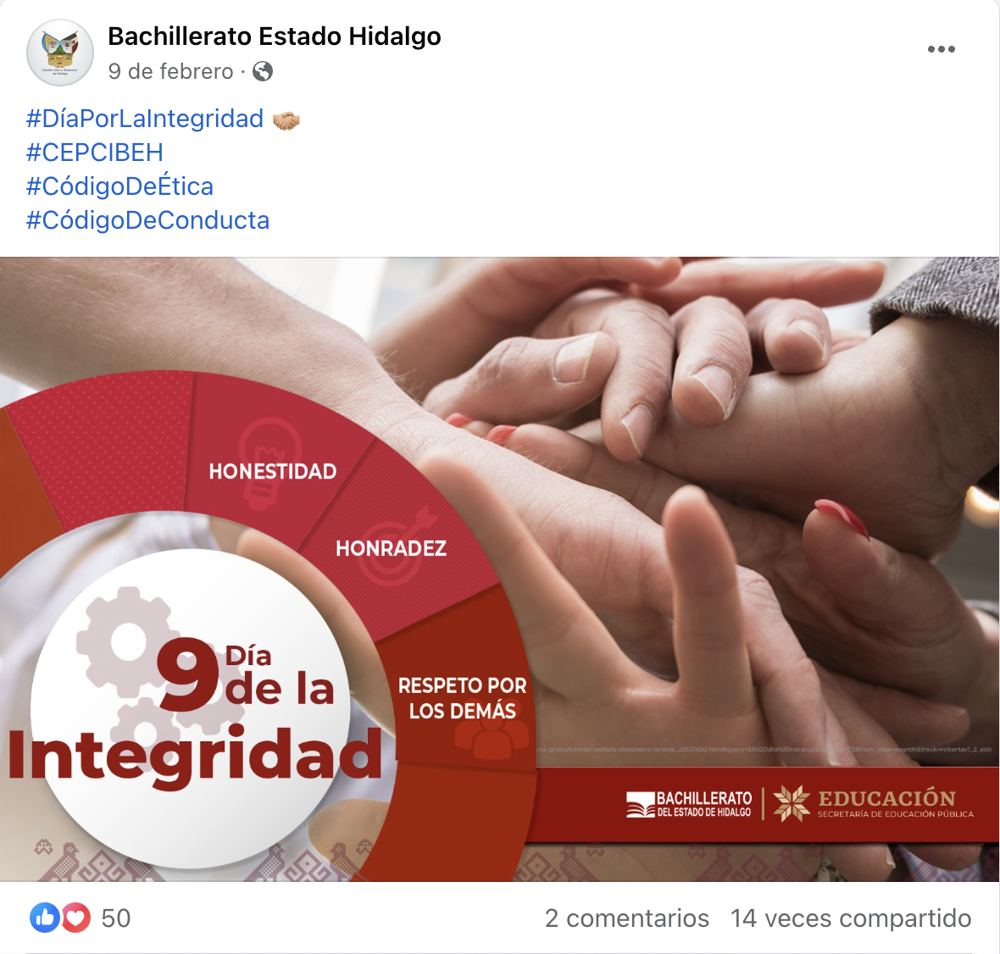 Bachillerato Estado Hidalgo
9 de febrero ·
#DíaPorLaIntegridad
#CEPCIBEH
#CódigoDeÉtica
#CódigoDeConducta
HONESTIDAD
HONRADEZ
RESPETO POR
LOS DEMÁS
9 Día
de la
Integridad
BACHILLERATO
DEL ESTADO DE HIDALGO
EDUCACIÓN
SECRETARÍA DE EDUCACIÓN PÚBLICA
50
2 comentarios
14 veces compartido